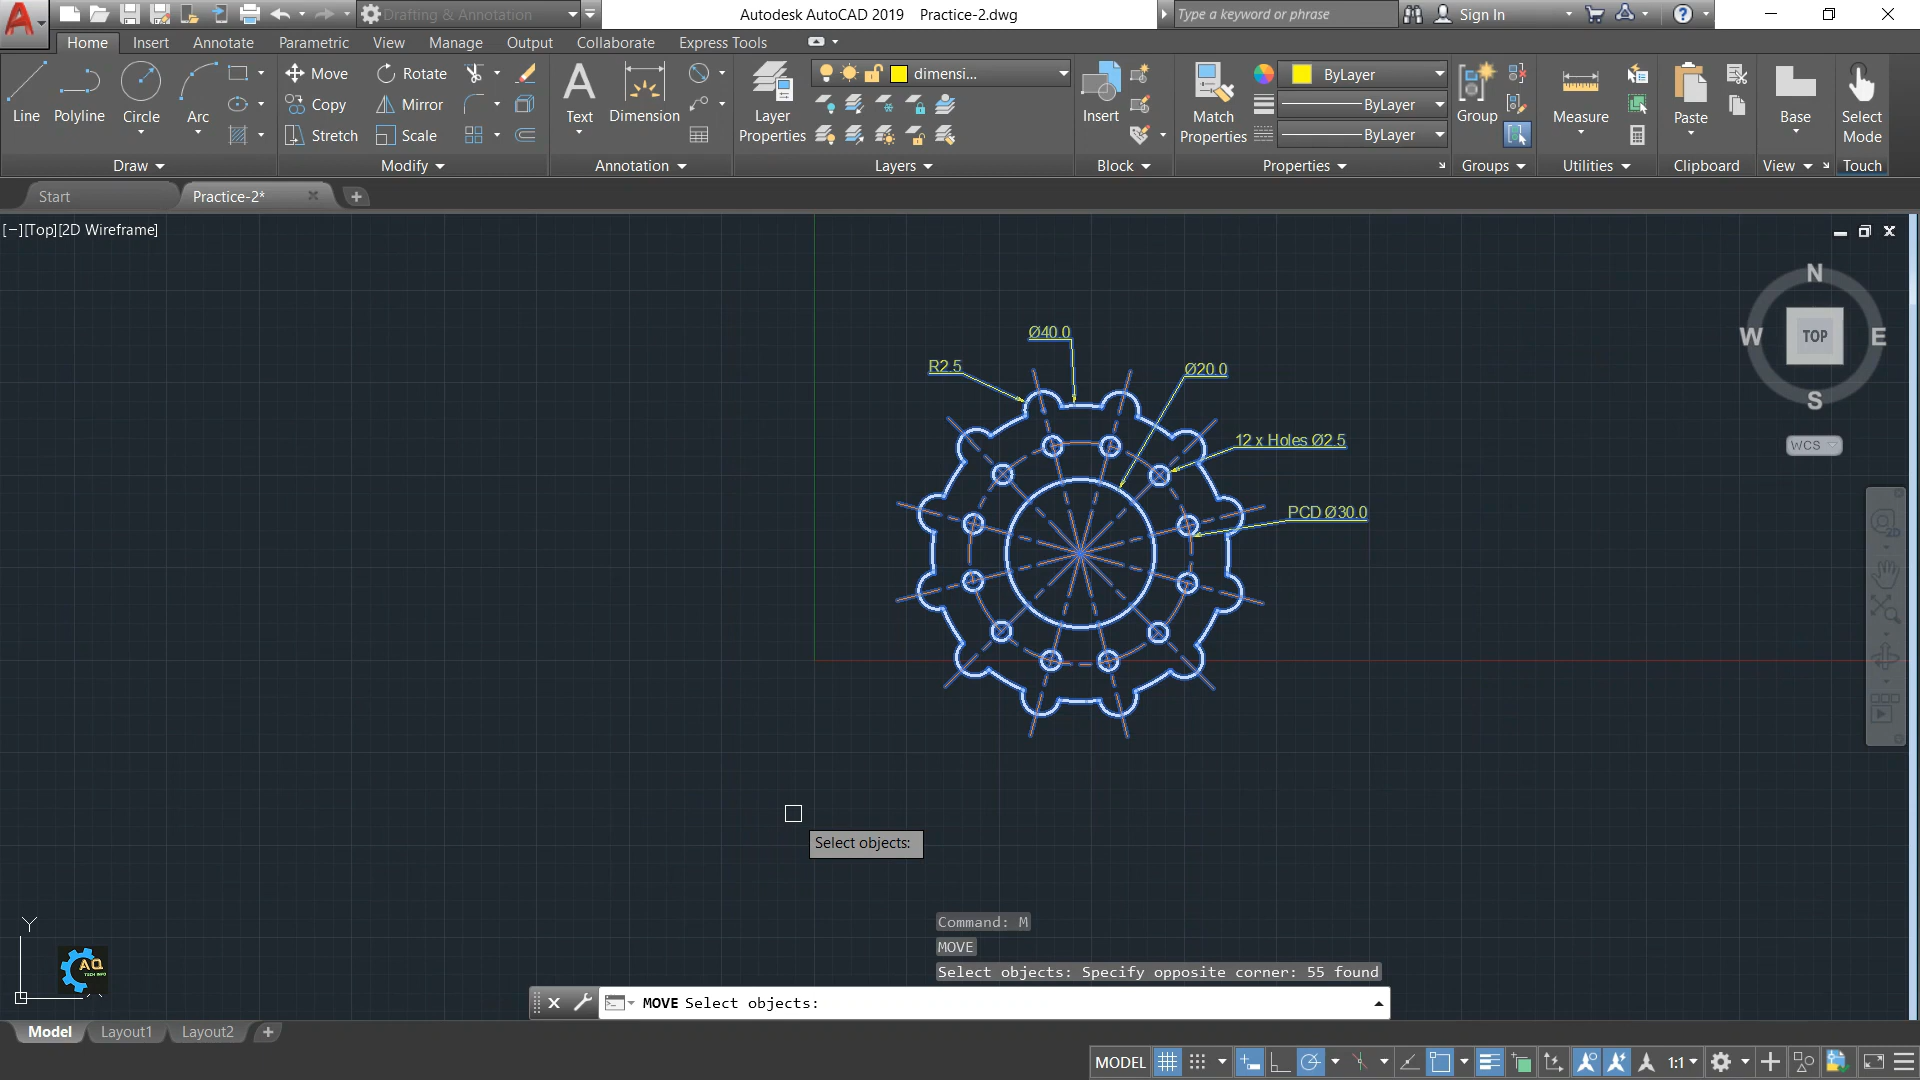 Drafting & Annotation
Autodesk AutoCAD 2019 Practice-2.dwg
Type a keyword or phrase
Sign In
Home Insert Annotate Parametric View Manage Output Collaborate Express Tools
Line Polyline Circle Arc
Move Rotate
Copy Mirror
Stretch Scale
Text Dimension
Layer Properties
dimensi...
Insert
Match Properties
ByLayer
ByLayer
ByLayer
Group
Measure
Paste
Base
Select Mode
Draw Modify Annotation Layers Block Properties Groups Utilities Clipboard View Touch
Start Practice-2*
[−][Top][2D Wireframe]
N
W TOP E
S
WCS
2D
Ø40.0
R2.5
Ø20.0
12 x Holes Ø2.5
PCD Ø30.0
Select objects:
Command: M
MOVE
Select objects: Specify opposite corner: 55 found
MOVE Select objects:
Y
AQ
TECH INFO
Model Layout1 Layout2
MODEL 1:1